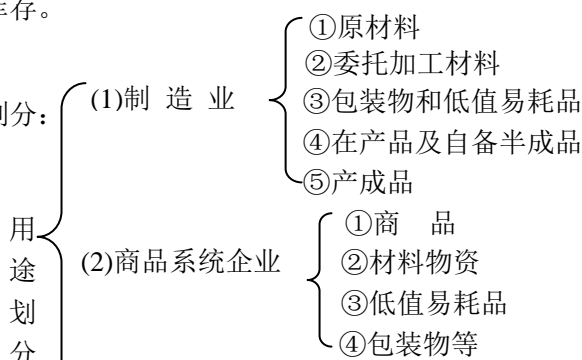 库存。
①原材料
②委托加工材料
划分:
(1)制 造 业
③包装物和低值易耗品
④在产品及自备半成品
⑤产成品
用
途
划
分
(2)商品系统企业
①商 品
②材料物资
③低值易耗品
④包装物等